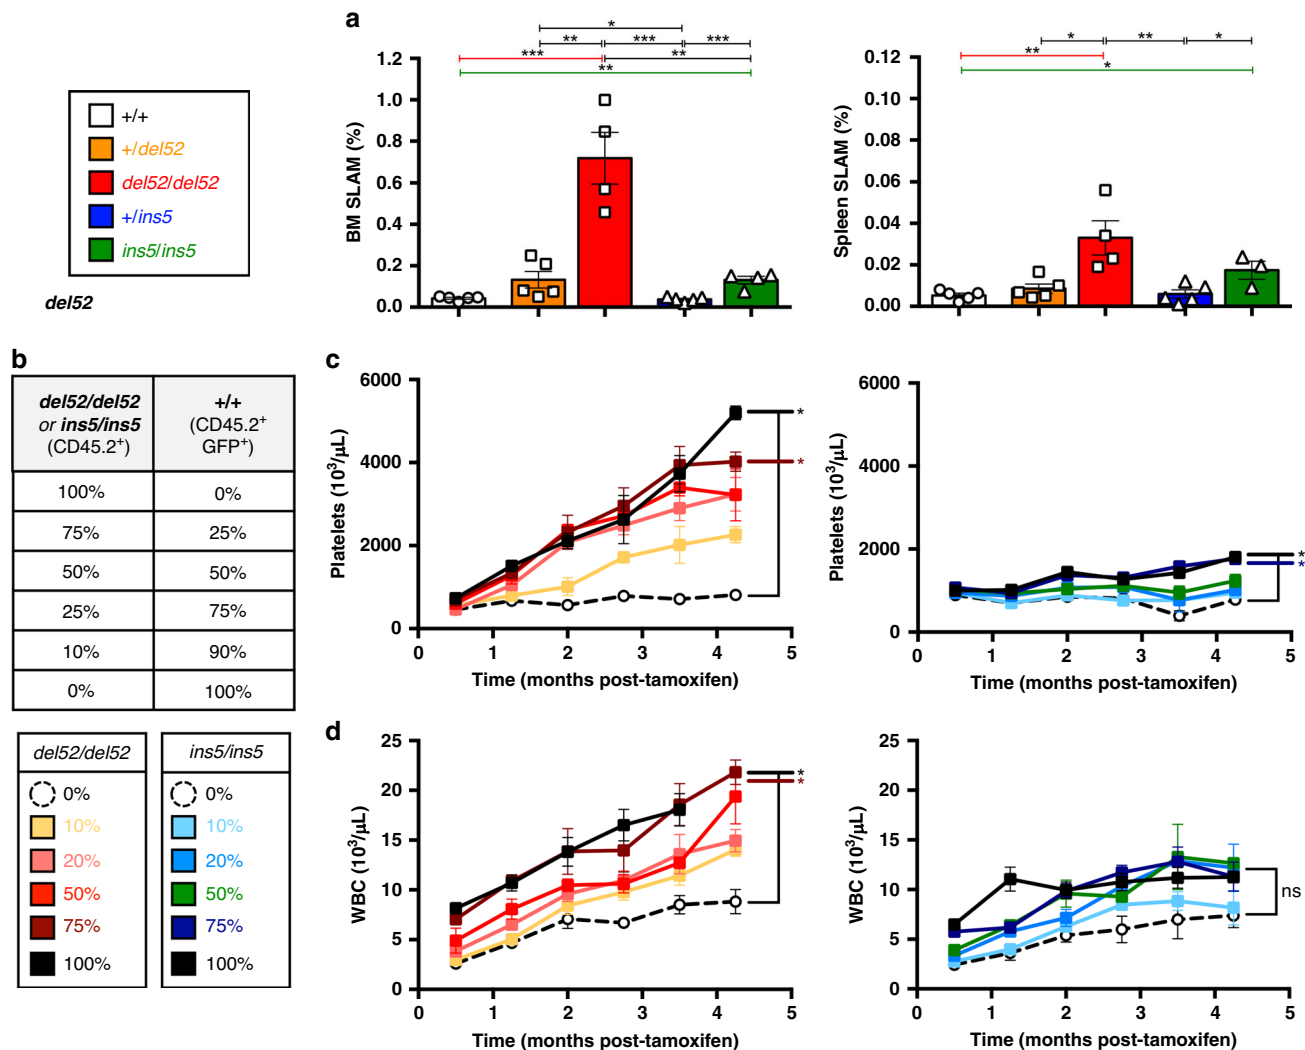 a
+/+
+/del52
del52/del52
+/ins5
ins5/ins5
del52
*
** *** ***
*** **
**
BM SLAM (%)
1.2
1.0
0.8
0.6
0.4
0.2
0.0
* ** *
**
*
Spleen SLAM (%)
0.12
0.10
0.08
0.06
0.04
0.02
0.00
b
del52/del52 or ins5/ins5 (CD45.2+) +/+ (CD45.2+ GFP+)
100% 0%
75% 25%
50% 50%
25% 75%
10% 90%
0% 100%
del52/del52
0%
10%
20%
50%
75%
100%
ins5/ins5
0%
10%
20%
50%
75%
100%
c
Platelets (10³/µL)
6000
4000
2000
0
0 1 2 3 4 5
Time (months post-tamoxifen)
*
*
Platelets (10³/µL)
6000
4000
2000
0
0 1 2 3 4 5
Time (months post-tamoxifen)
*
*
d
WBC (10³/µL)
25
20
15
10
5
0
0 1 2 3 4 5
Time (months post-tamoxifen)
*
*
WBC (10³/µL)
25
20
15
10
5
0
0 1 2 3 4 5
Time (months post-tamoxifen)
ns